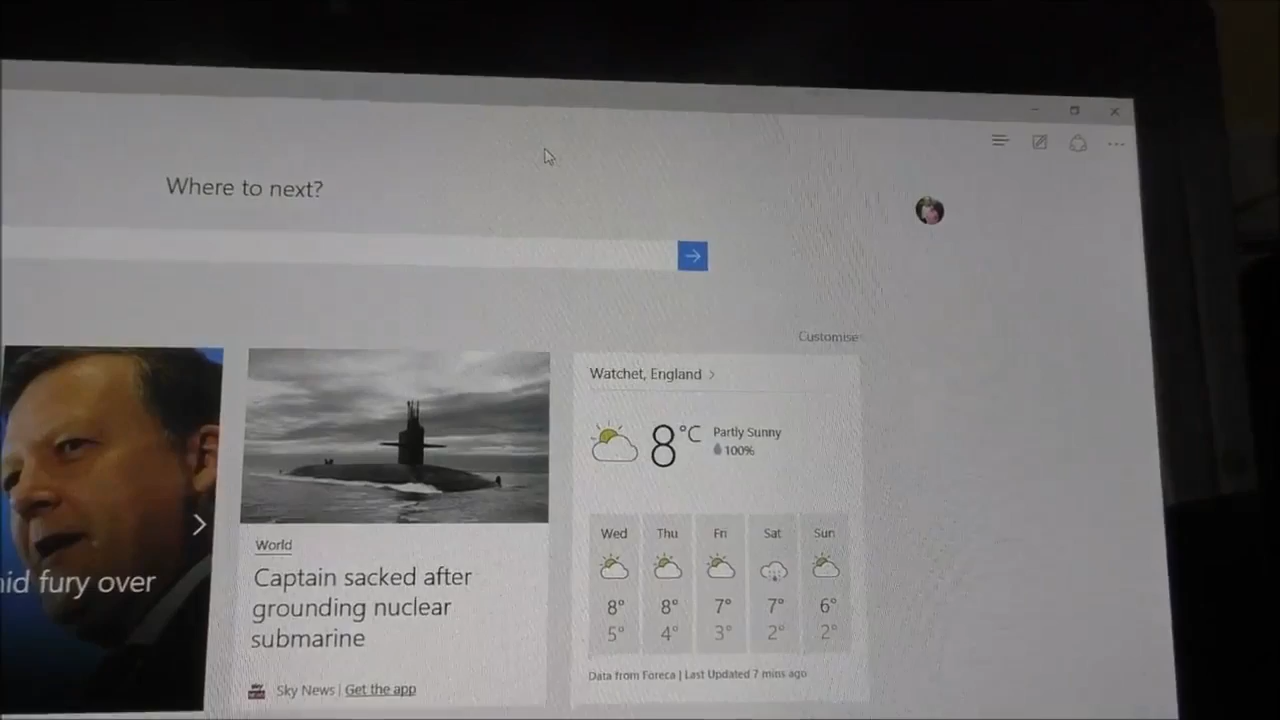 Where to next?
Customise
nid fury over
World
Captain sacked after
grounding nuclear
submarine
Sky News | Get the app
Watchet, England
8°C
Partly Sunny
100%
Wed Thu Fri Sat Sun
8° 8° 7° 7° 6°
5° 4° 3° 2° 2°
Data from Foreca | Last Updated 7 mins ago